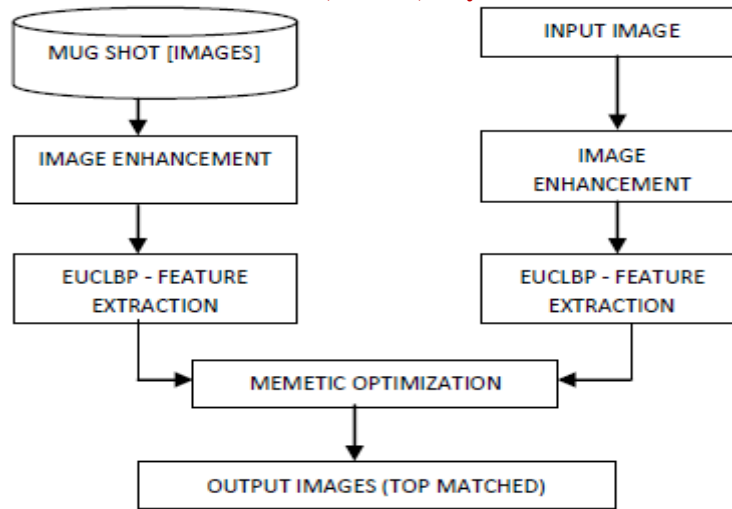 MUG SHOT [IMAGES]
INPUT IMAGE
IMAGE ENHANCEMENT
IMAGE
ENHANCEMENT
EUCLBP - FEATURE
EXTRACTION
EUCLBP - FEATURE
EXTRACTION
MEMETIC OPTIMIZATION
OUTPUT IMAGES (TOP MATCHED)